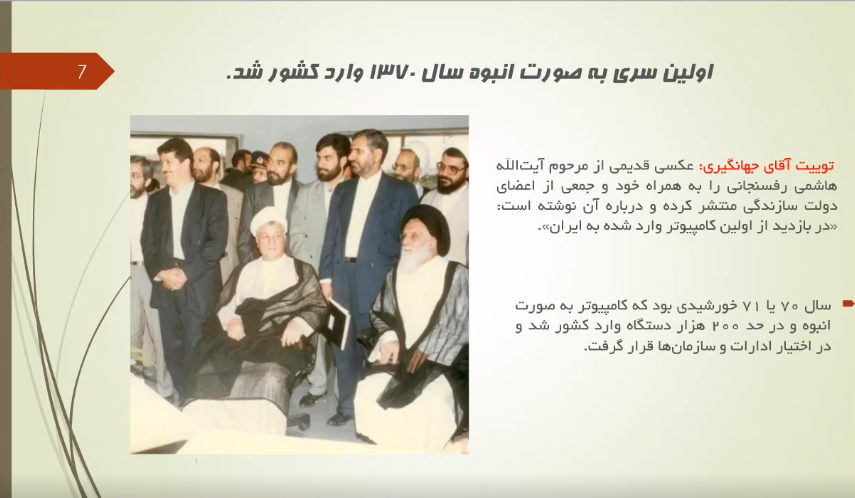 7
اولین سری به صورت انبوه سال ۱۳۷۰ وارد کشور شد.
توییت آقای جهانگیری: عکسی قدیمی از مرحوم آیت‌الله
هاشمی رفسنجانی را به همراه خود و جمعی از اعضای
دولت سازندگی منتشر کرده و درباره آن نوشته است:
«در بازدید از اولین کامپیوتر وارد شده به ایران».
سال ۷۰ یا ۷۱ خورشیدی بود که کامپیوتر به صورت
انبوه و در حد ۲۰۰ هزار دستگاه وارد کشور شد و
در اختیار ادارات و سازمان‌ها قرار گرفت.